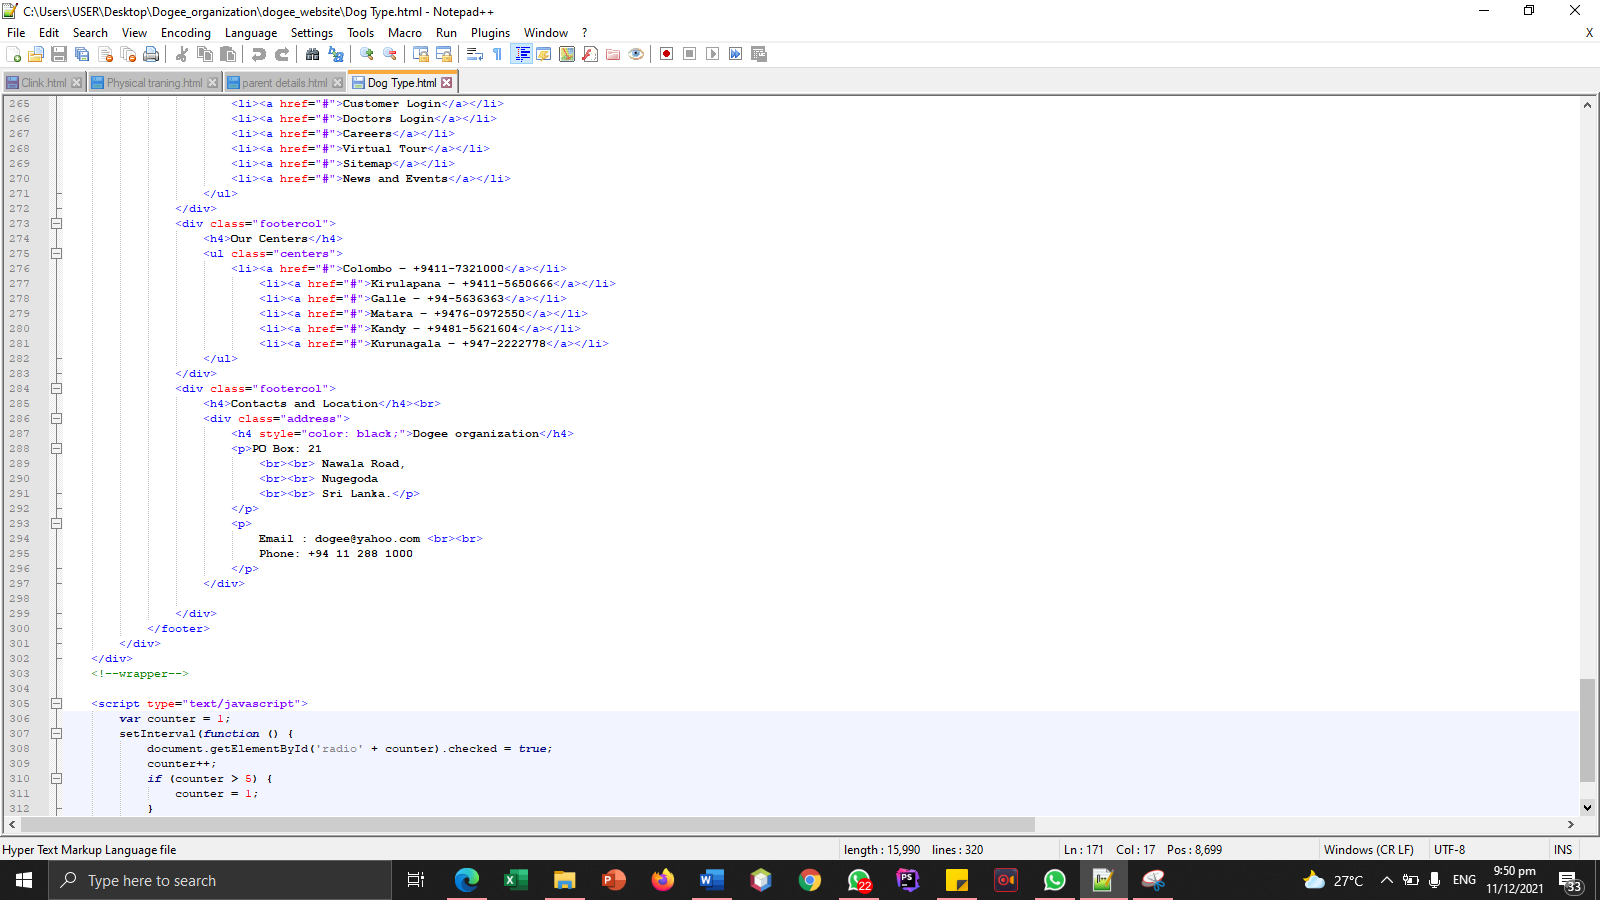 C:\Users\USER\Desktop\Dogee_organization\dogee_website\Dog Type.html - Notepad++
File Edit Search View Encoding Language Settings Tools Macro Run Plugins Window ? X
Clink.html Physical traning.html parent details.html Dog Type.html
265 <li><a href="#">Customer Login</a></li>
266 <li><a href="#">Doctors Login</a></li>
267 <li><a href="#">Careers</a></li>
268 <li><a href="#">Virtual Tour</a></li>
269 <li><a href="#">Sitemap</a></li>
270 <li><a href="#">News and Events</a></li>
271 </ul>
272 </div>
273 <div class="footercol">
274 <h4>Our Centers</h4>
275 <ul class="centers">
276 <li><a href="#">Colombo – +9411-7321000</a></li>
277 <li><a href="#">Kirulapana – +9411-5650666</a></li>
278 <li><a href="#">Galle – +94-5636363</a></li>
279 <li><a href="#">Matara – +9476-0972550</a></li>
280 <li><a href="#">Kandy – +9481-5621604</a></li>
281 <li><a href="#">Kurunagala – +947-2222778</a></li>
282 </ul>
283 </div>
284 <div class="footercol">
285 <h4>Contacts and Location</h4><br>
286 <div class="address">
287 <h4 style="color: black;">Dogee organization</h4>
288 <p>PO Box: 21
289 <br><br> Nawala Road,
290 <br><br> Nugegoda
291 <br><br> Sri Lanka.</p>
292 </p>
293 <p>
294 Email : dogee@yahoo.com <br><br>
295 Phone: +94 11 288 1000
296 </p>
297 </div>
298
299 </div>
300 </footer>
301 </div>
302 </div>
303 <!--wrapper-->
304
305 <script type="text/javascript">
306 var counter = 1;
307 setInterval(function () {
308 document.getElementById('radio' + counter).checked = true;
309 counter++;
310 if (counter > 5) {
311 counter = 1;
312 }
Hyper Text Markup Language file length : 15,990 lines : 320 Ln : 171 Col : 17 Pos : 8,699 Windows (CR LF) UTF-8 INS
Type here to search 22 27°C ENG 9:50 pm 11/12/2021 33